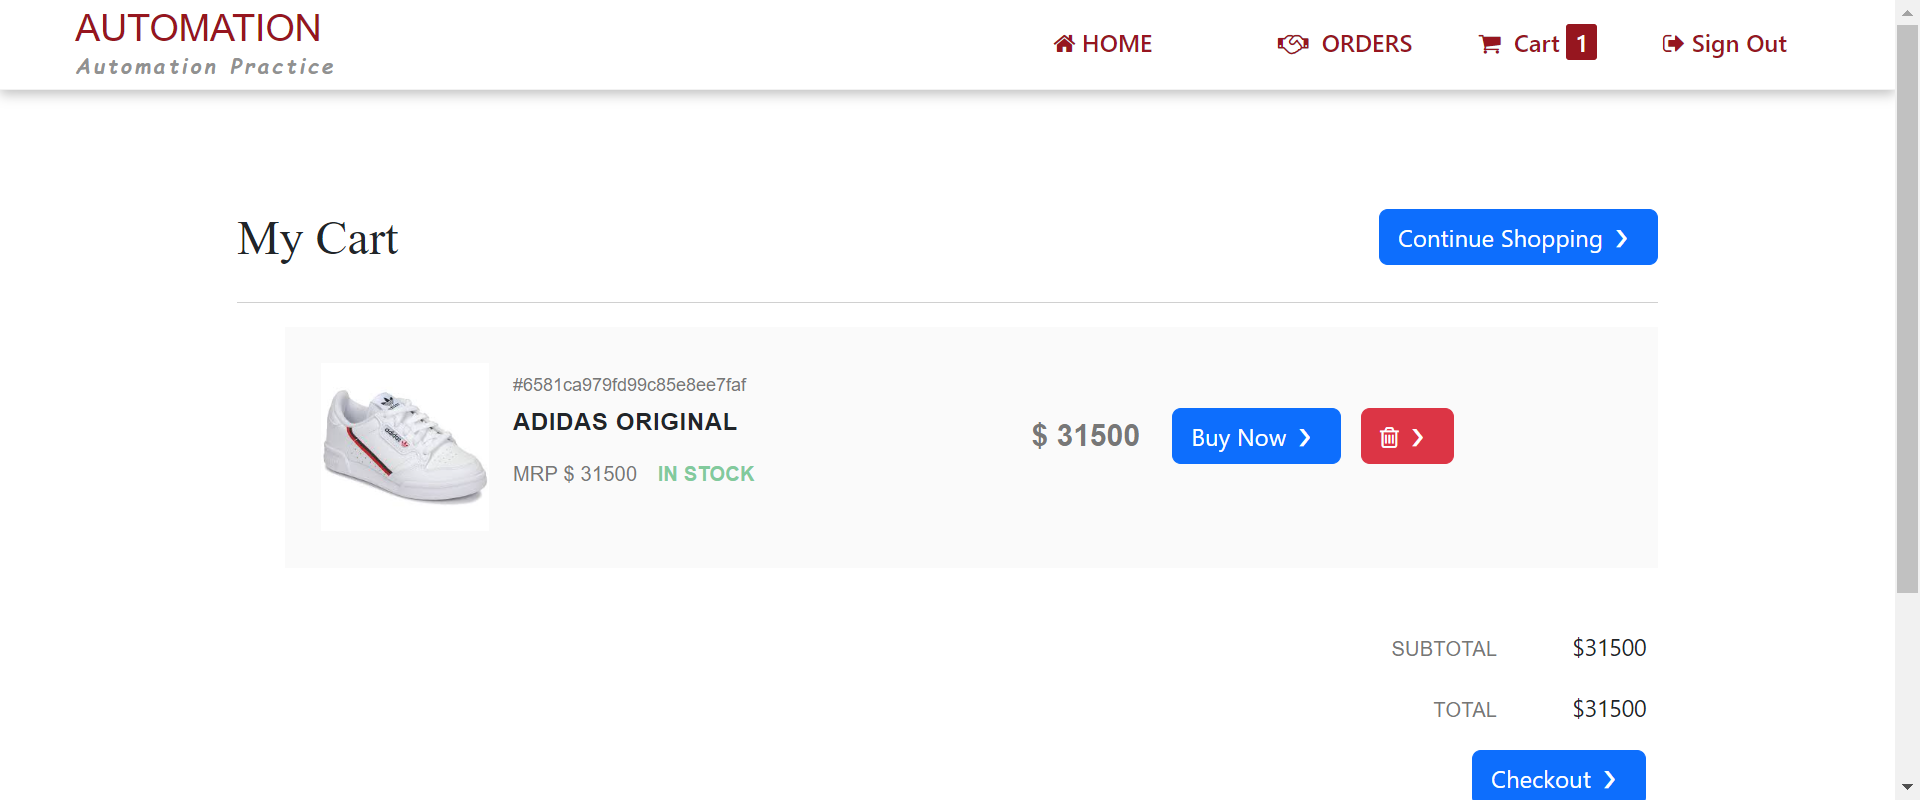 AUTOMATION
Automation Practice
HOME
ORDERS
Cart 1
Sign Out
My Cart
Continue Shopping ❯
#6581ca979fd99c85e8ee7faf
ADIDAS ORIGINAL
MRP $ 31500 IN STOCK
$ 31500
Buy Now ❯
❯
adidas
SUBTOTAL $31500
TOTAL $31500
Checkout ❯